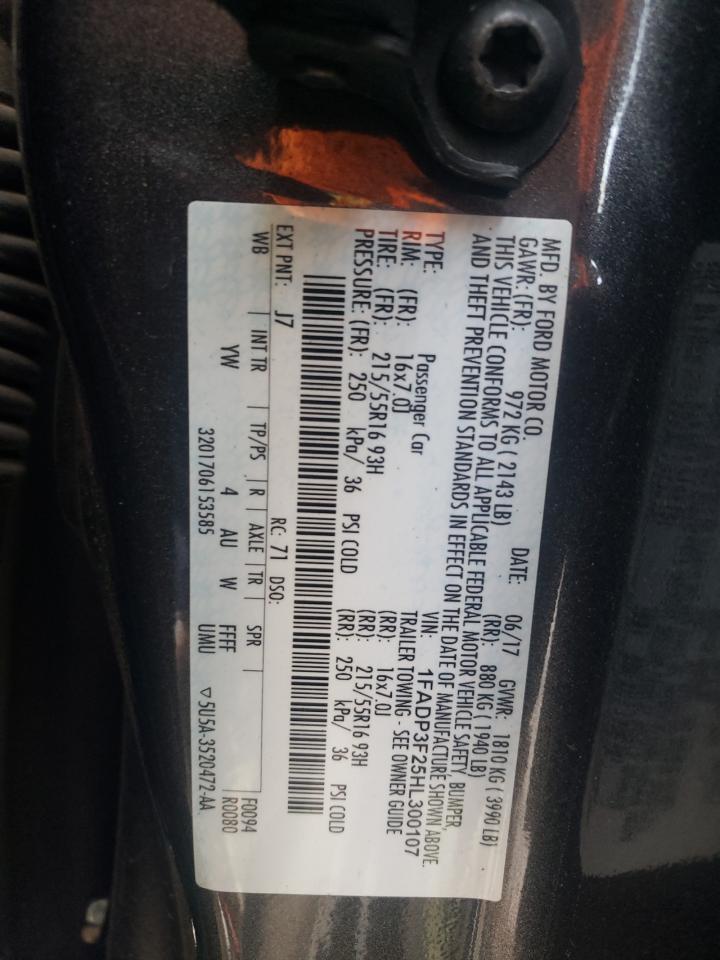 MFD. BY FORD MOTOR CO.
DATE: 06/17 GVWR: 1810 KG ( 3990 LB)
GAWR: (FR): 972 KG ( 2143 LB) (RR): 880 KG ( 1940 LB)
THIS VEHICLE CONFORMS TO ALL APPLICABLE FEDERAL MOTOR VEHICLE SAFETY, BUMPER,
AND THEFT PREVENTION STANDARDS IN EFFECT ON THE DATE OF MANUFACTURE SHOWN ABOVE.
VIN: 1FADP3F25HL300107
TYPE: Passenger Car TRAILER TOWING - SEE OWNER GUIDE
RIM: (FR): 16x7.0J (RR): 16x7.0J
TIRE: (FR): 215/55R16 93H (RR): 215/55R16 93H
PRESSURE: (FR): 250 kPa/ 36 PSI COLD (RR): 250 kPa/ 36 PSI COLD
EXT PNT: J7 RC: 71 DSO: F0094
WB | INT TR | TP/PS | R | AXLE | TR | SPR | R0080
YW 4 AU W FFFF
3201706153585 UMU ▽5U5A-3520472-AA